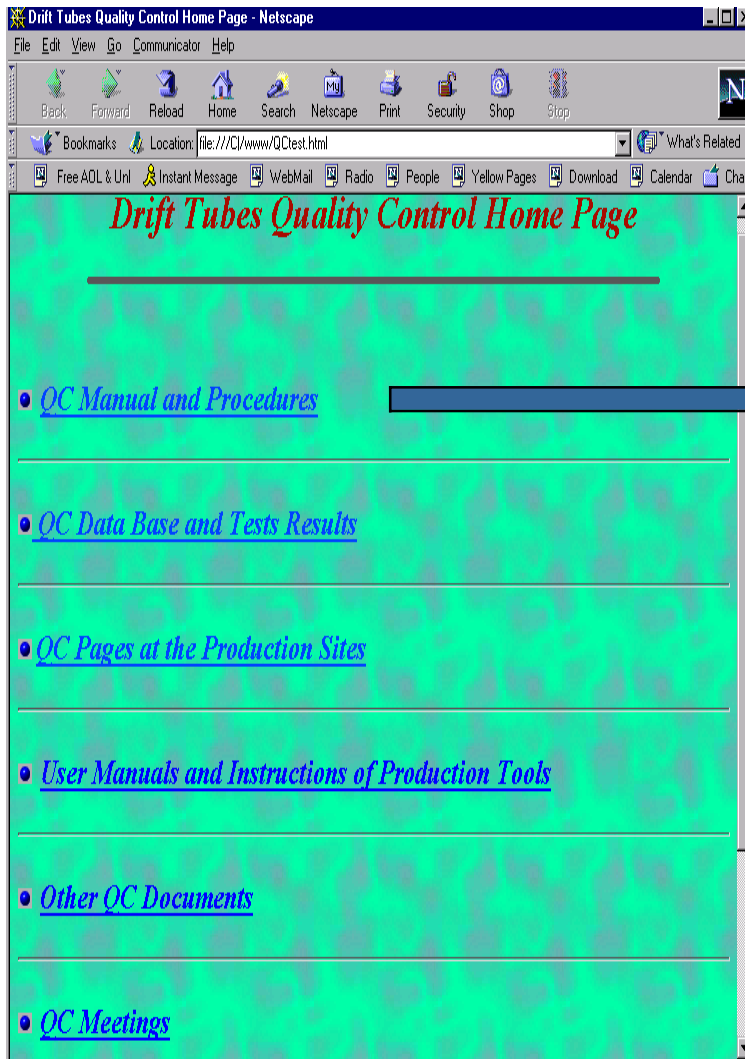 Drift Tubes Quality Control Home Page - Netscape
File Edit View Go Communicator Help
My
Back Forward Reload Home Search Netscape Print Security Shop Stop
N
Bookmarks Location: file:///C|/www/QCtest.html What's Related
Free AOL & Unl Instant Message WebMail Radio People Yellow Pages Download Calendar Cha
Drift Tubes Quality Control Home Page
QC Manual and Procedures
QC Data Base and Tests Results
QC Pages at the Production Sites
User Manuals and Instructions of Production Tools
Other QC Documents
QC Meetings